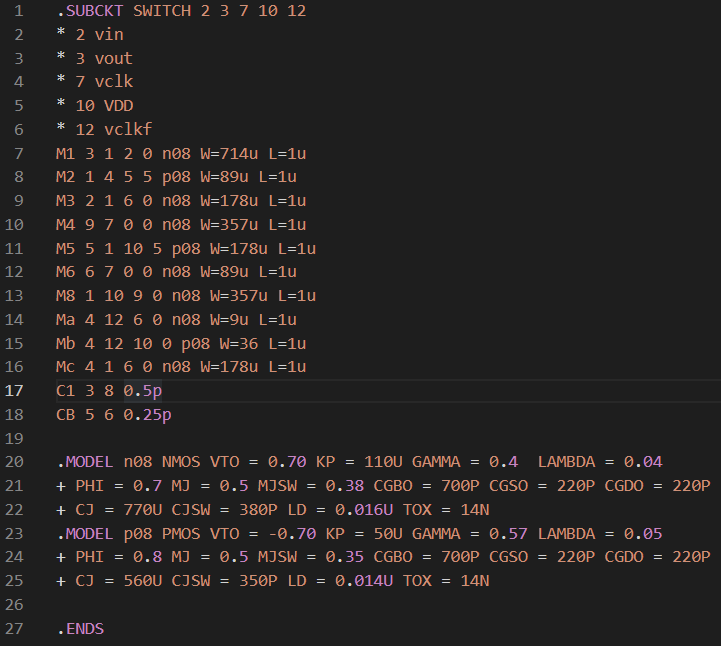 1 .SUBCKT SWITCH 2 3 7 10 12
2 * 2 vin
3 * 3 vout
4 * 7 vclk
5 * 10 VDD
6 * 12 vclkf
7 M1 3 1 2 0 n08 W=714u L=1u
8 M2 1 4 5 5 p08 W=89u L=1u
9 M3 2 1 6 0 n08 W=178u L=1u
10 M4 9 7 0 0 n08 W=357u L=1u
11 M5 5 1 10 5 p08 W=178u L=1u
12 M6 6 7 0 0 n08 W=89u L=1u
13 M8 1 10 9 0 n08 W=357u L=1u
14 Ma 4 12 6 0 n08 W=9u L=1u
15 Mb 4 12 10 0 p08 W=36 L=1u
16 Mc 4 1 6 0 n08 W=178u L=1u
17 C1 3 8 0.5p
18 CB 5 6 0.25p
19
20 .MODEL n08 NMOS VTO = 0.70 KP = 110U GAMMA = 0.4  LAMBDA = 0.04
21 + PHI = 0.7 MJ = 0.5 MJSW = 0.38 CGBO = 700P CGSO = 220P CGDO = 220P
22 + CJ = 770U CJSW = 380P LD = 0.016U TOX = 14N
23 .MODEL p08 PMOS VTO = -0.70 KP = 50U GAMMA = 0.57 LAMBDA = 0.05
24 + PHI = 0.8 MJ = 0.5 MJSW = 0.35 CGBO = 700P CGSO = 220P CGDO = 220P
25 + CJ = 560U CJSW = 350P LD = 0.014U TOX = 14N
26
27 .ENDS